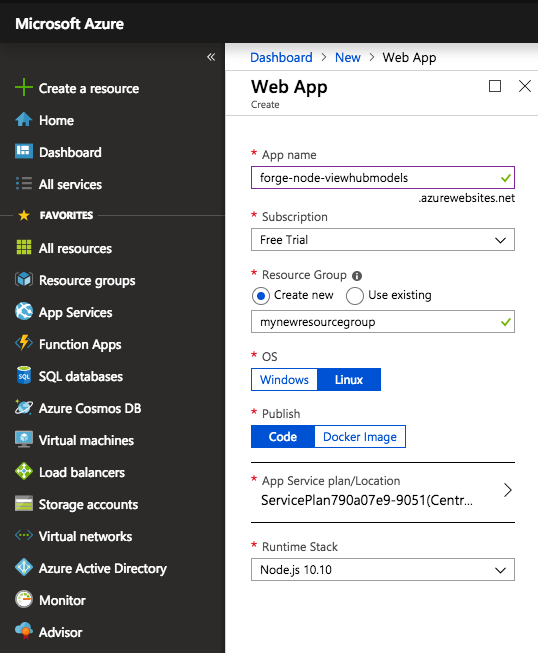 Microsoft Azure
«
Create a resource
Home
Dashboard
All services
FAVORITES
All resources
Resource groups
App Services
Function Apps
SQL databases
Azure Cosmos DB
Virtual machines
Load balancers
Storage accounts
Virtual networks
Azure Active Directory
Monitor
Advisor
Dashboard > New > Web App
Web App
Create
* App name
forge-node-viewhubmodels
.azurewebsites.net
* Subscription
Free Trial
* Resource Group
Create new Use existing
mynewresourcegroup
* OS
Windows Linux
* Publish
Code Docker Image
* App Service plan/Location
ServicePlan790a07e9-9051(Centr...
* Runtime Stack
Node.js 10.10